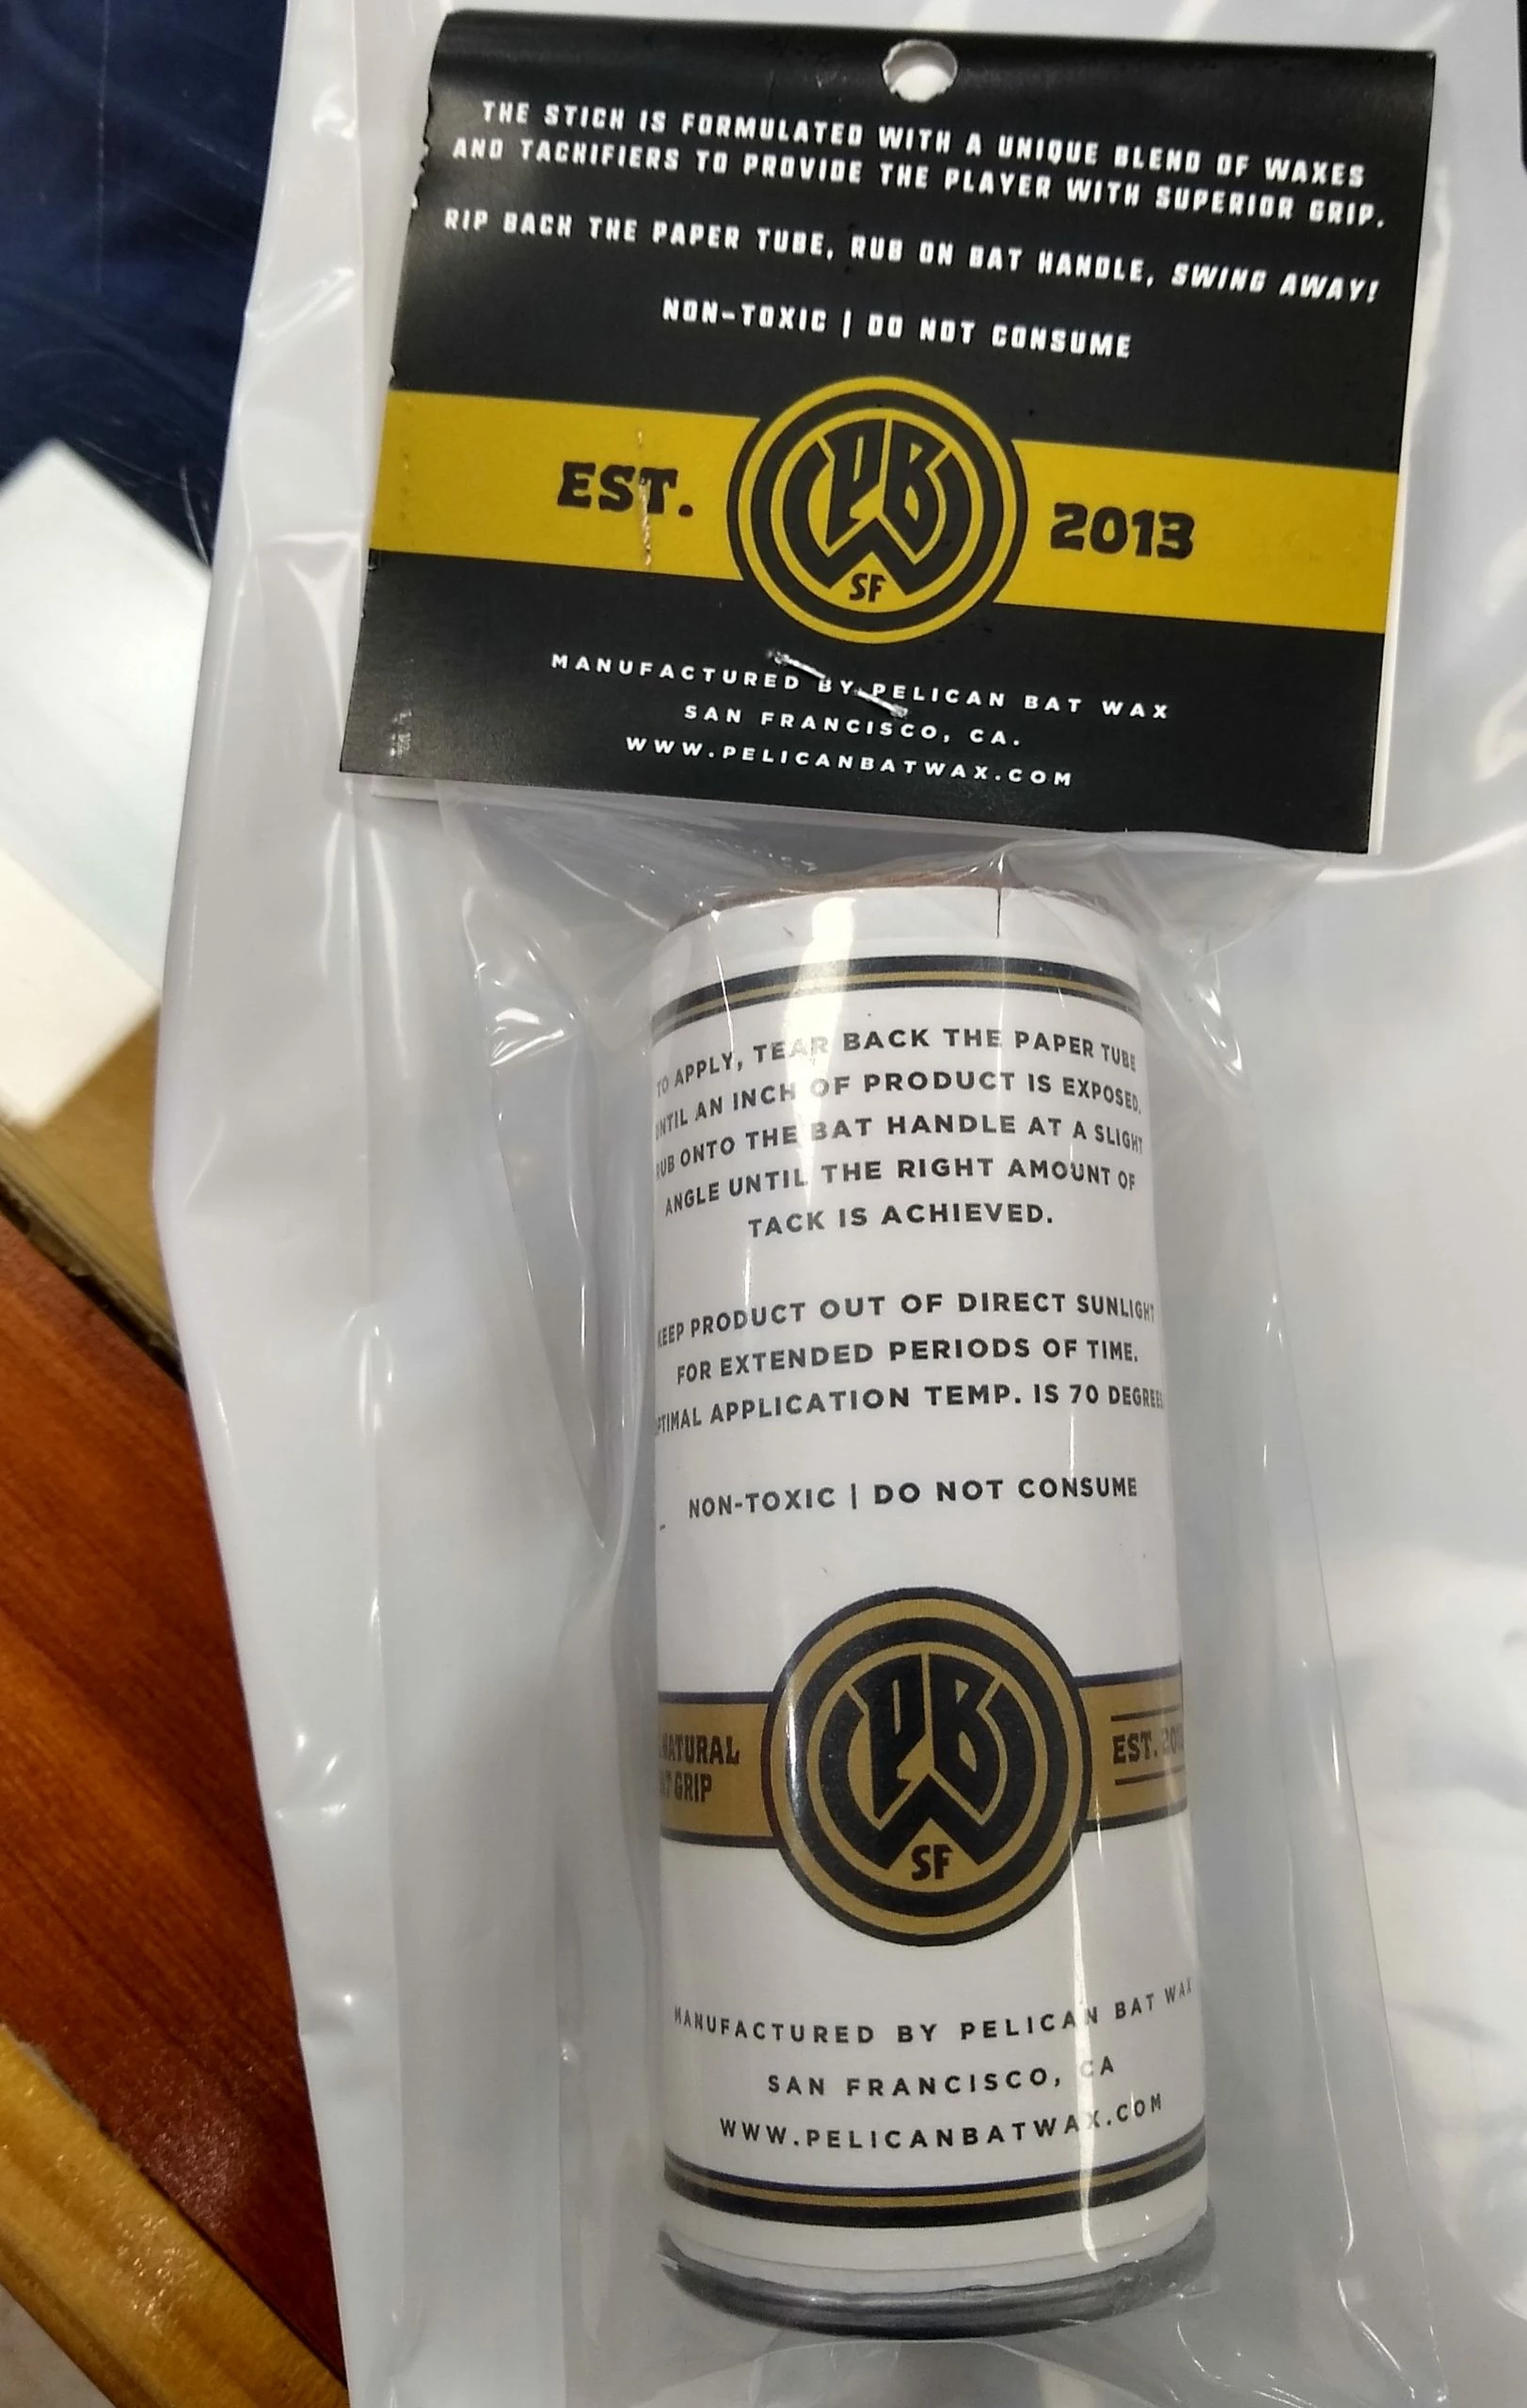 THE STICK IS FORMULATED WITH A UNIQUE BLEND OF WAXES
AND TACKIFIERS TO PROVIDE THE PLAYER WITH SUPERIOR GRIP.
RIP BACK THE PAPER TUBE, RUB ON BAT HANDLE, SWING AWAY!
NON-TOXIC | DO NOT CONSUME
EST. PBW SF 2013
MANUFACTURED BY PELICAN BAT WAX
SAN FRANCISCO, CA.
WWW.PELICANBATWAX.COM
TO APPLY, TEAR BACK THE PAPER TUBE
UNTIL AN INCH OF PRODUCT IS EXPOSED.
RUB ONTO THE BAT HANDLE AT A SLIGHT
ANGLE UNTIL THE RIGHT AMOUNT OF
TACK IS ACHIEVED.
KEEP PRODUCT OUT OF DIRECT SUNLIGHT
FOR EXTENDED PERIODS OF TIME.
OPTIMAL APPLICATION TEMP. IS 70 DEGREES
NON-TOXIC | DO NOT CONSUME
NATURAL
GRIP
PBW
SF
EST.
MANUFACTURED BY PELICAN BAT WAX
SAN FRANCISCO, CA
WWW.PELICANBATWAX.COM